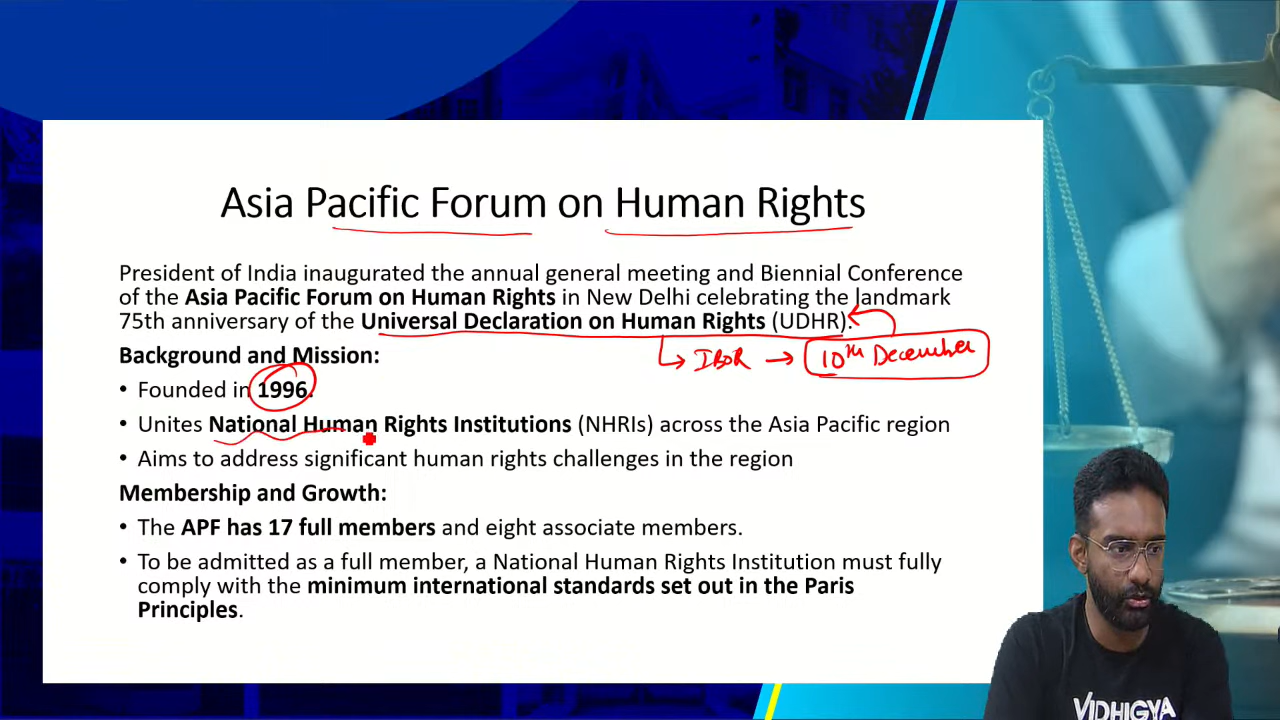 Asia Pacific Forum on Human Rights
President of India inaugurated the annual general meeting and Biennial Conference
of the Asia Pacific Forum on Human Rights in New Delhi celebrating the landmark
75th anniversary of the Universal Declaration on Human Rights (UDHR).
IBOR → 10th December
Background and Mission:
• Founded in 1996.
• Unites National Human Rights Institutions (NHRIs) across the Asia Pacific region
• Aims to address significant human rights challenges in the region
Membership and Growth:
• The APF has 17 full members and eight associate members.
• To be admitted as a full member, a National Human Rights Institution must fully
comply with the minimum international standards set out in the Paris
Principles.
VIDHIGYA